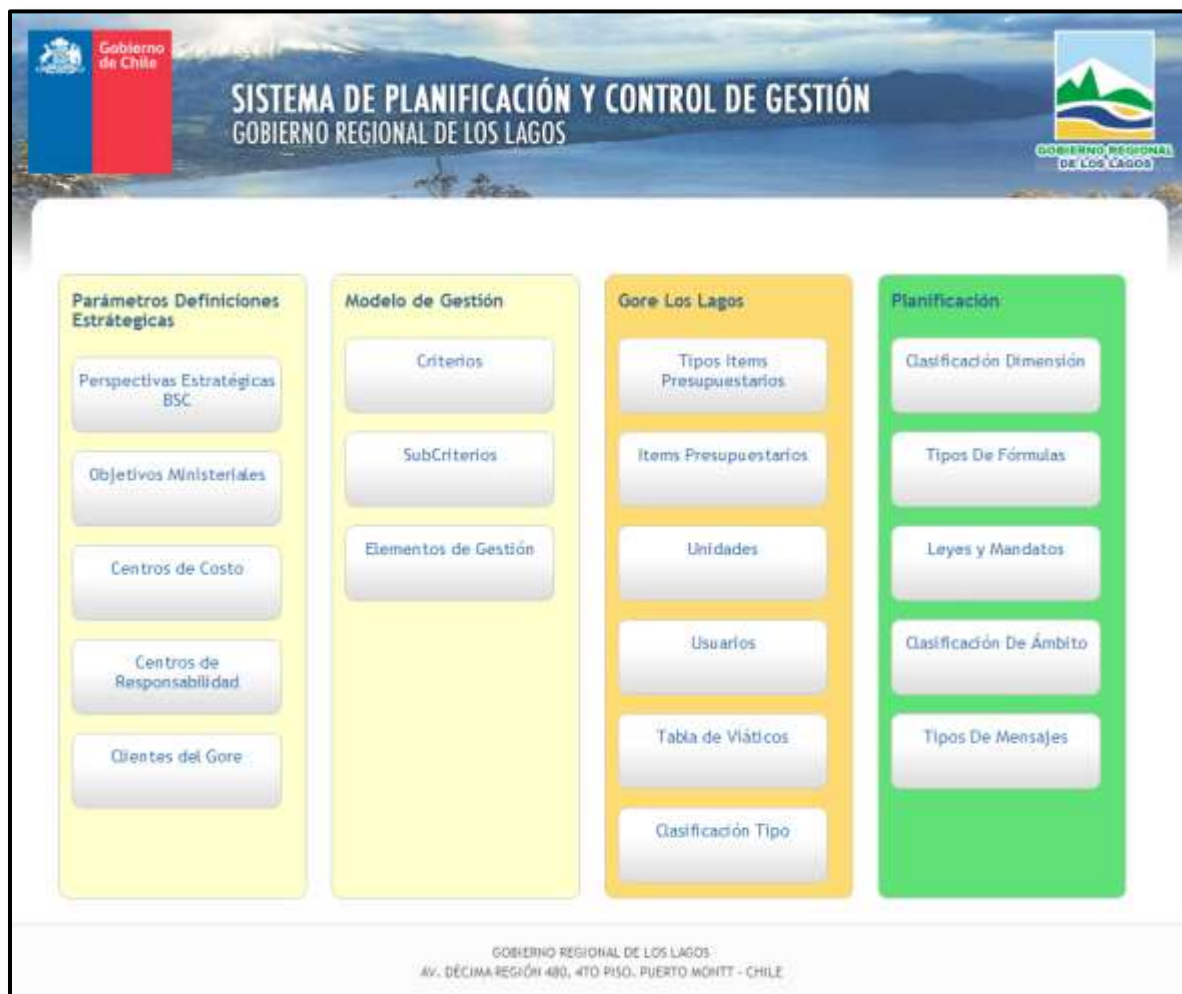 Gobierno
de Chile
SISTEMA DE PLANIFICACIÓN Y CONTROL DE GESTIÓN
GOBIERNO REGIONAL DE LOS LAGOS
GOBIERNO REGIONAL
DE LOS LAGOS
Parámetros Definiciones
Estrátegicas
Perspectivas Estratégicas
BSC
Objetivos Ministeriales
Centros de Costo
Centros de
Responsabilidad
Clientes del Gore
Modelo de Gestión
Criterios
SubCriterios
Elementos de Gestión
Gore Los Lagos
Tipos Items
Presupuestarios
Items Presupuestarios
Unidades
Usuarios
Tabla de Viáticos
Clasificación Tipo
Planificación
Clasificación Dimensión
Tipos De Fórmulas
Leyes y Mandatos
Clasificación De Ámbito
Tipos De Mensajes
GOBIERNO REGIONAL DE LOS LAGOS
AV. DÉCIMA REGIÓN 480, 4TO PISO. PUERTO MONTT - CHILE